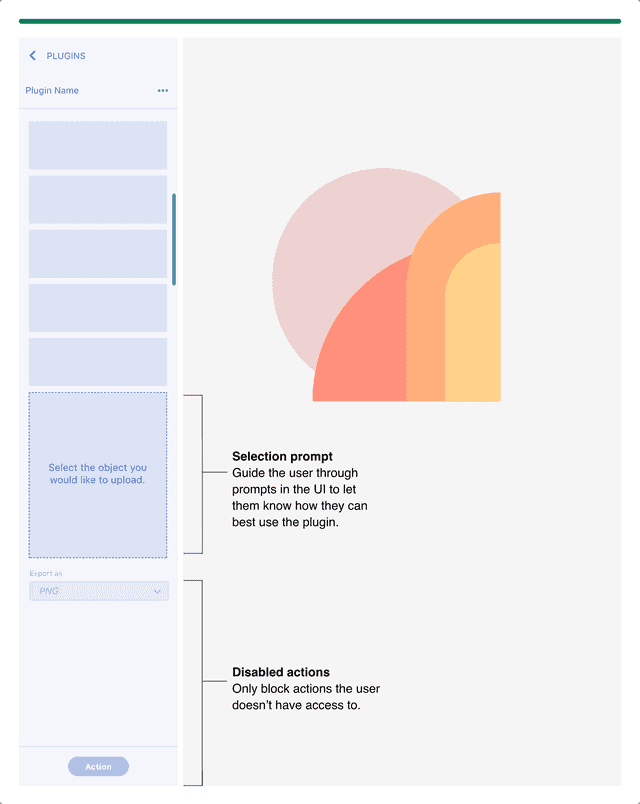 PLUGINS
Plugin Name
Select the object you
would like to upload.
Selection prompt
Guide the user through
prompts in the UI to let
them know how they can
best use the plugin.
Export as
PNG
Disabled actions
Only block actions the user
doesn’t have access to.
Action